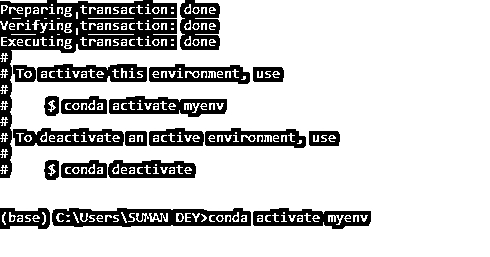 Preparing transaction: done
Verifying transaction: done
Executing transaction: done
#
# To activate this environment, use
#
#     $ conda activate myenv
#
# To deactivate an active environment, use
#
#     $ conda deactivate
(base) C:\Users\SUMAN DEY>conda activate myenv